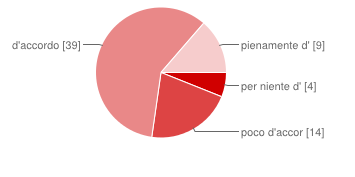 d'accordo [39]
pienamente d' [9]
per niente d' [4]
poco d'accor [14]